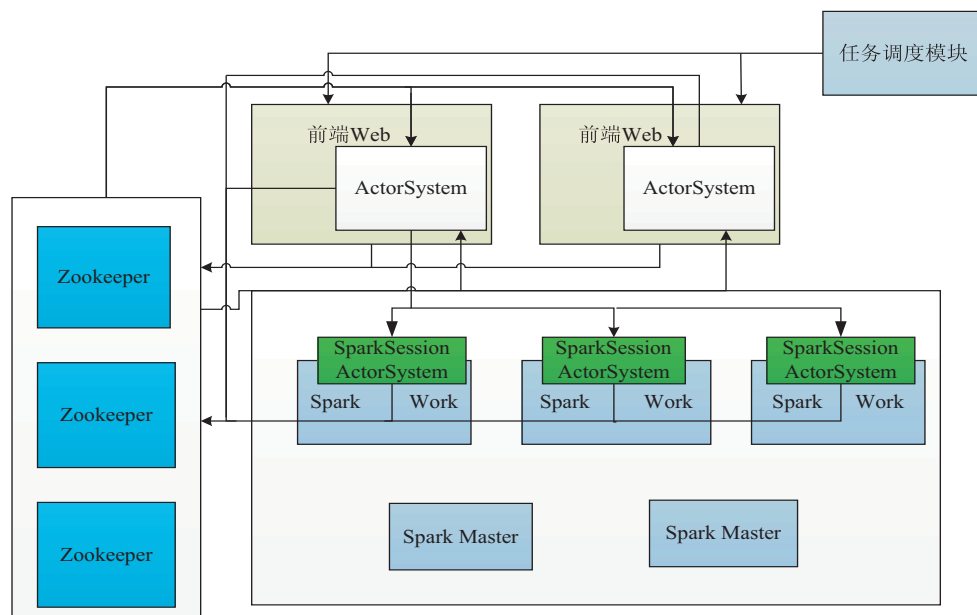 任务调度模块
前端Web
前端Web
ActorSystem
ActorSystem
Zookeeper
SparkSession
ActorSystem
SparkSession
ActorSystem
SparkSession
ActorSystem
Spark Work
Spark Work
Spark Work
Zookeeper
Spark Master
Spark Master
Zookeeper